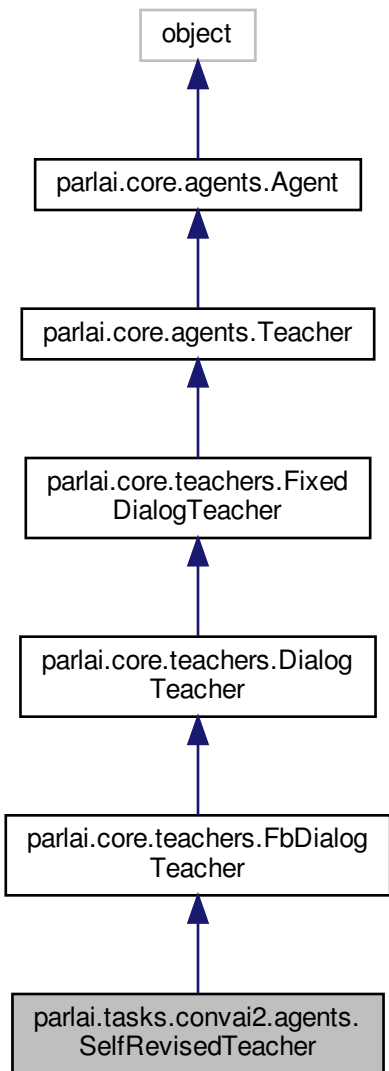 object
parlai.core.agents.Agent
parlai.core.agents.Teacher
parlai.core.teachers.Fixed
DialogTeacher
parlai.core.teachers.Dialog
Teacher
parlai.core.teachers.FbDialog
Teacher
parlai.tasks.convai2.agents.
SelfRevisedTeacher